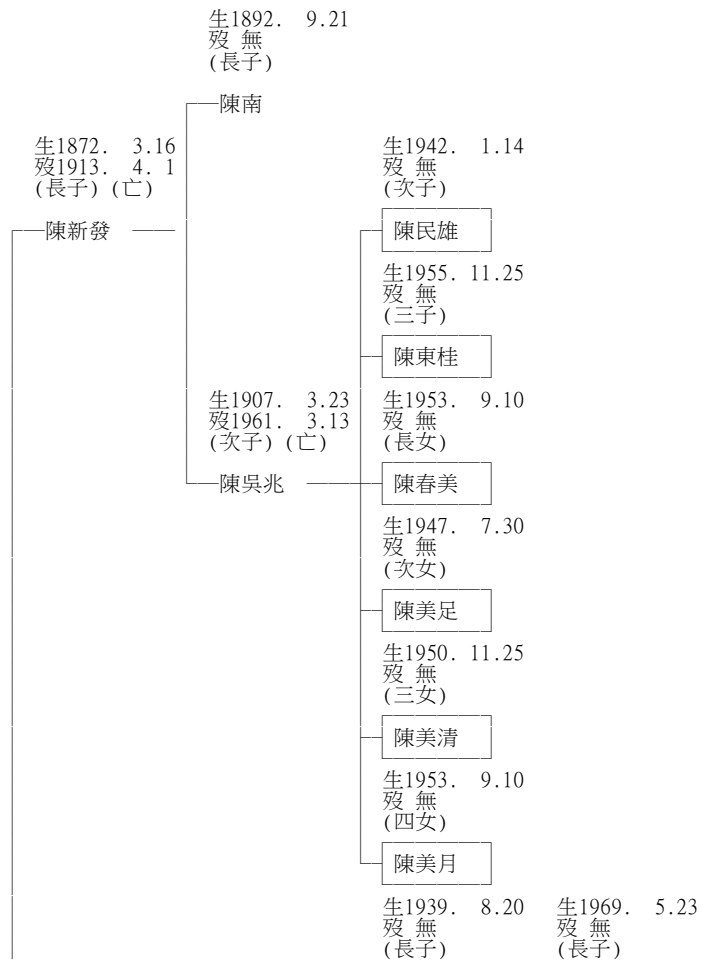 生1892. 9.21
歿 無
(長子)
陳南
生1872. 3.16
歿1913. 4. 1
(長子)(亡)
陳新發
生1942. 1.14
歿 無
(次子)
陳民雄
生1955. 11.25
歿 無
(三子)
陳東桂
生1907. 3.23
歿1961. 3.13
(次子)(亡)
陳吳兆
生1953. 9.10
歿 無
(長女)
陳春美
生1947. 7.30
歿 無
(次女)
陳美足
生1950. 11.25
歿 無
(三女)
陳美清
生1953. 9.10
歿 無
(四女)
陳美月
生1939. 8.20
歿 無
(長子)
生1969. 5.23
歿 無
(長子)